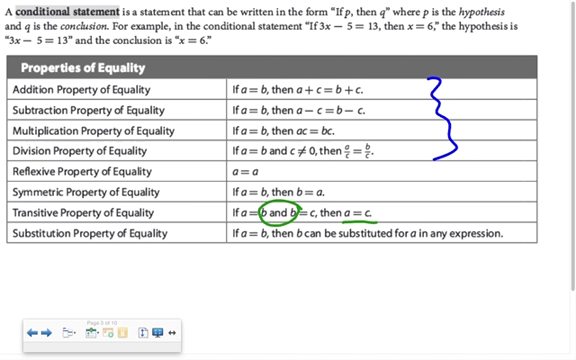 A conditional statement is a statement that can be written in the form “If p, then q” where p is the hypothesis
and q is the conclusion. For example, in the conditional statement “If 3x − 5 = 13, then x = 6,” the hypothesis is
“3x − 5 = 13” and the conclusion is “x = 6.”
Properties of Equality
Addition Property of Equality If a = b, then a + c = b + c.
Subtraction Property of Equality If a = b, then a − c = b − c.
Multiplication Property of Equality If a = b, then ac = bc.
Division Property of Equality If a = b and c ≠ 0, then a/c = b/c.
Reflexive Property of Equality a = a
Symmetric Property of Equality If a = b, then b = a.
Transitive Property of Equality If a = b and b = c, then a = c.
Substitution Property of Equality If a = b, then b can be substituted for a in any expression.